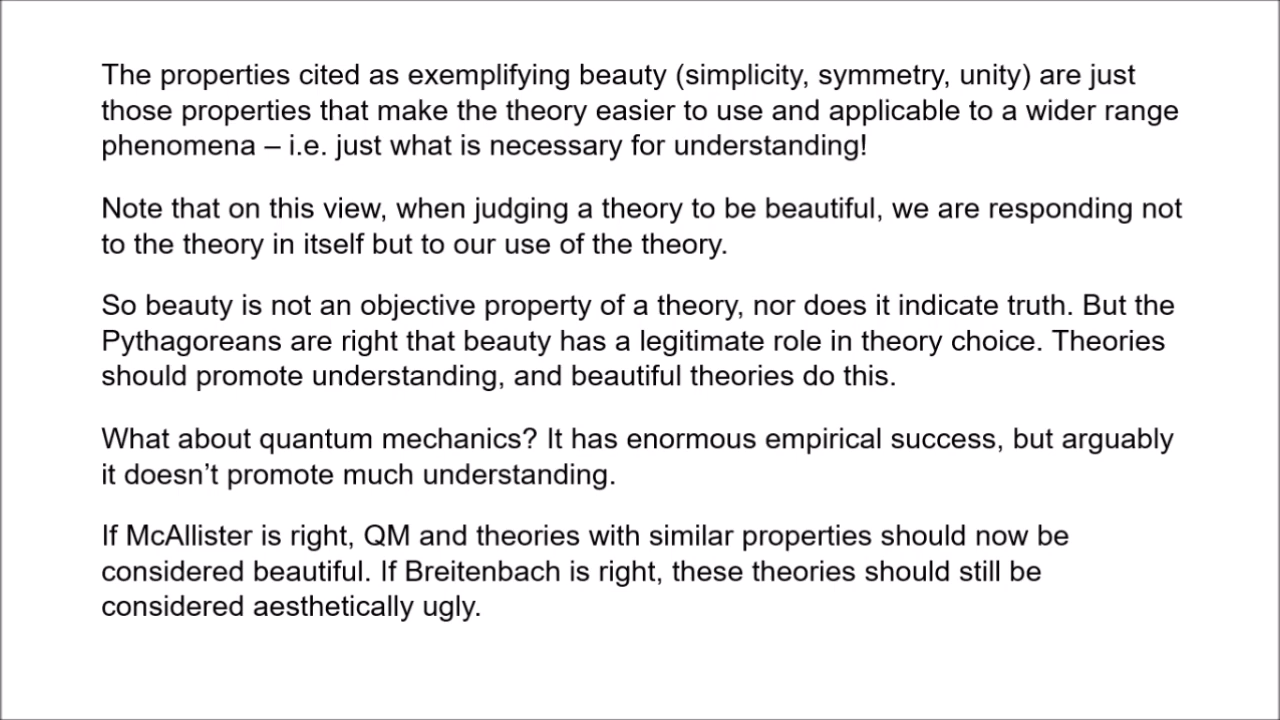 The properties cited as exemplifying beauty (simplicity, symmetry, unity) are just
those properties that make the theory easier to use and applicable to a wider range
phenomena – i.e. just what is necessary for understanding!
Note that on this view, when judging a theory to be beautiful, we are responding not
to the theory in itself but to our use of the theory.
So beauty is not an objective property of a theory, nor does it indicate truth. But the
Pythagoreans are right that beauty has a legitimate role in theory choice. Theories
should promote understanding, and beautiful theories do this.
What about quantum mechanics? It has enormous empirical success, but arguably
it doesn’t promote much understanding.
If McAllister is right, QM and theories with similar properties should now be
considered beautiful. If Breitenbach is right, these theories should still be
considered aesthetically ugly.